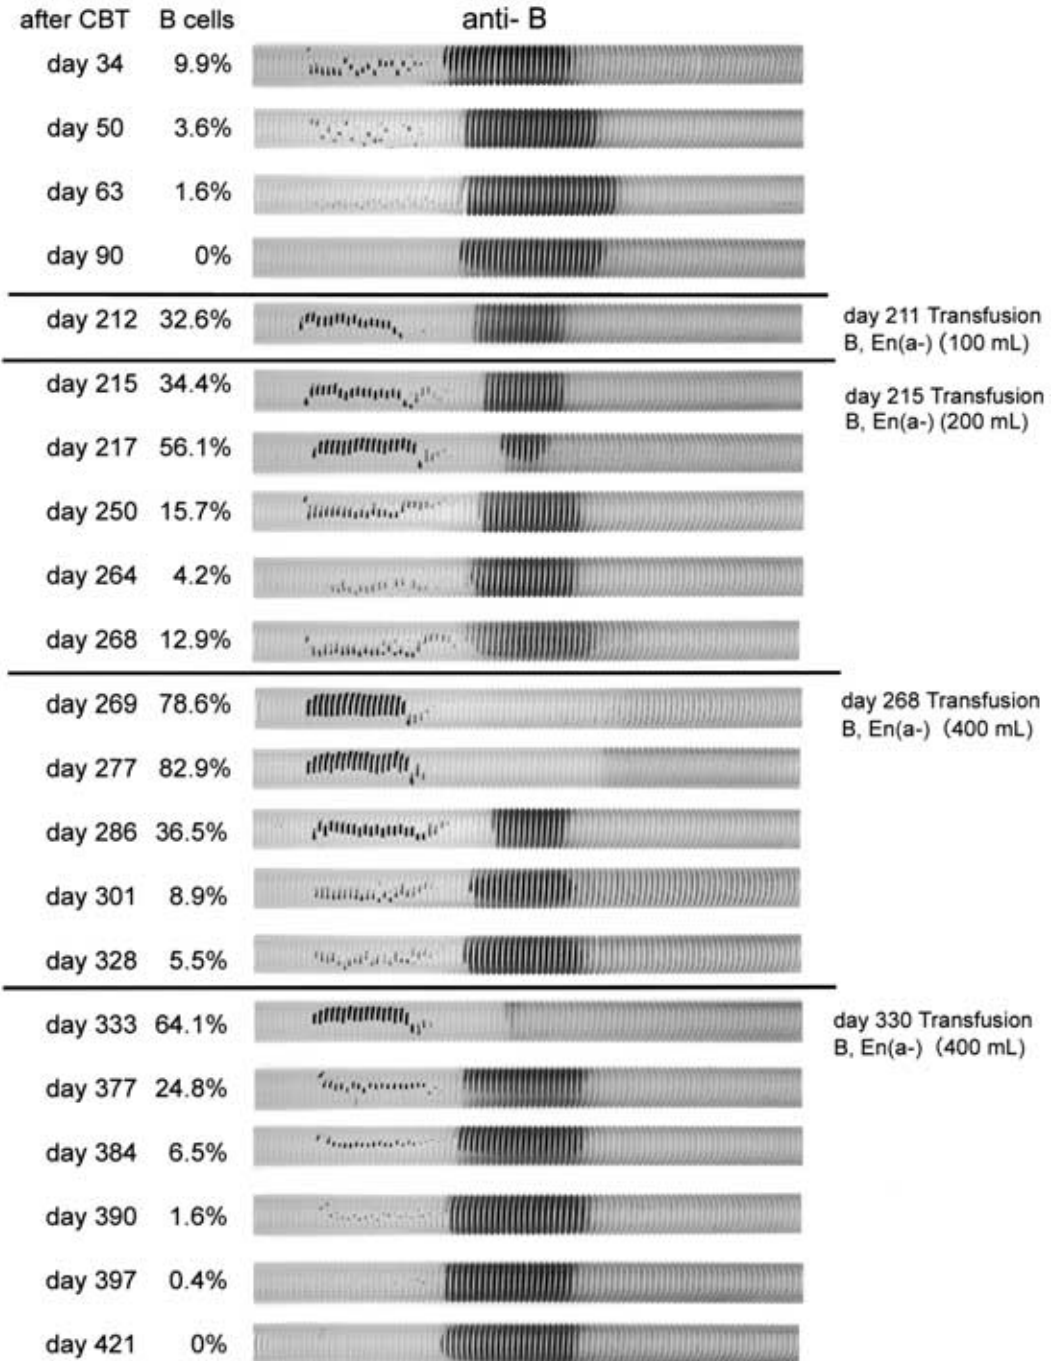 after CBT B cells anti- B
day 34 9.9%
day 50 3.6%
day 63 1.6%
day 90 0%
day 212 32.6%
day 211 Transfusion
B, En(a-) (100 mL)
day 215 34.4%
day 215 Transfusion
B, En(a-) (200 mL)
day 217 56.1%
day 250 15.7%
day 264 4.2%
day 268 12.9%
day 269 78.6%
day 268 Transfusion
B, En(a-) (400 mL)
day 277 82.9%
day 286 36.5%
day 301 8.9%
day 328 5.5%
day 333 64.1%
day 330 Transfusion
B, En(a-) (400 mL)
day 377 24.8%
day 384 6.5%
day 390 1.6%
day 397 0.4%
day 421 0%